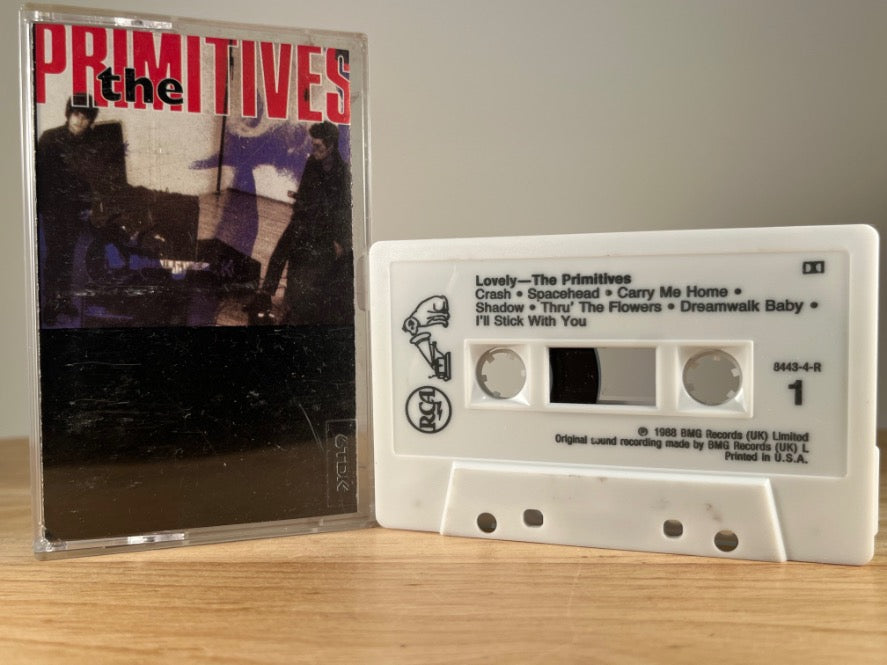 the
PRIMITIVES
Lovely—The Primitives
Crash • Spacehead • Carry Me Home •
Shadow • Thru' The Flowers • Dreamwalk Baby •
I'll Stick With You
RCA
8443-4-R
1
℗ 1988 BMG Records (UK) Limited
Original sound recording made by BMG Records (UK) L
Printed in U.S.A.